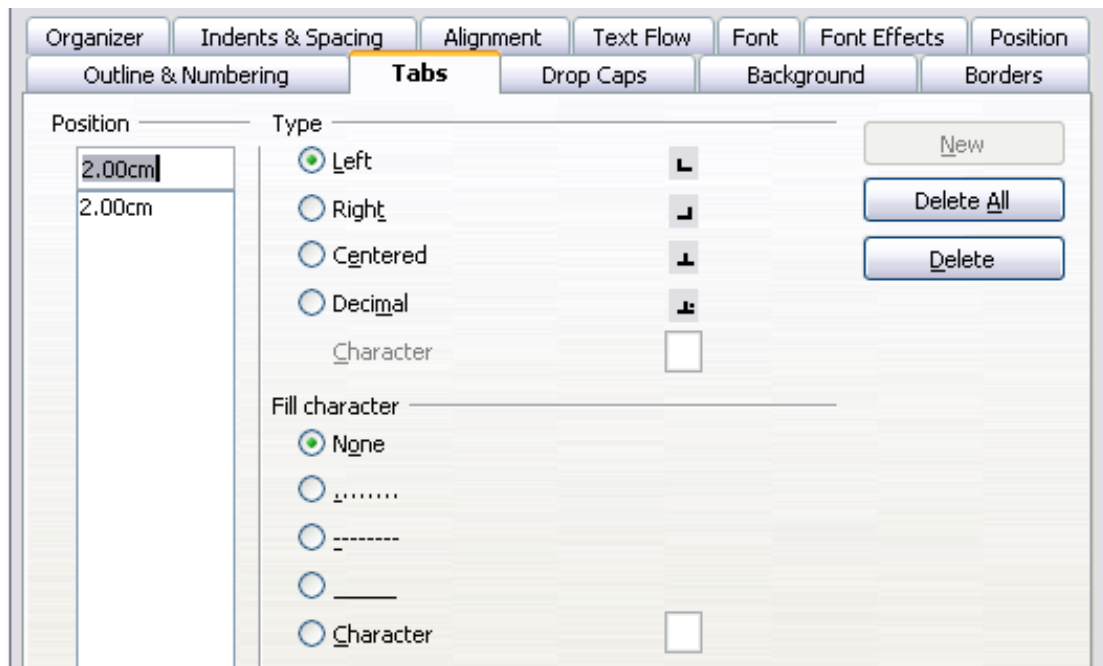 Organizer Indents & Spacing Alignment Text Flow Font Font Effects Position
Outline & Numbering Tabs Drop Caps Background Borders
Position Type
2.00cm Left New
2.00cm Right Delete All
Centered Delete
Decimal
Character
Fill character
None
.........
--------
_____
Character